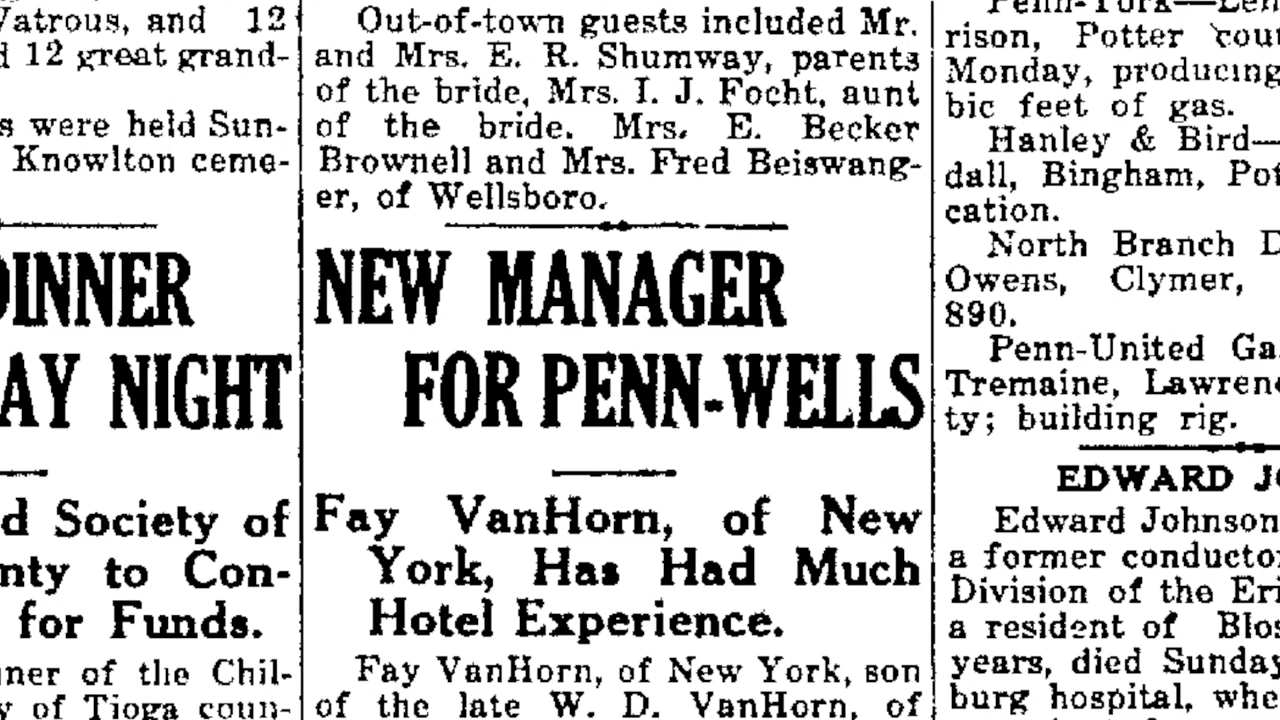 Vatrous, and 12
12 great grand-
s were held Sun-
Knowlton ceme-
DINNER
AY NIGHT
d Society of
nty to Con-
for Funds.
ner of the Chil-
y of Tioga coun-
Out-of-town guests included Mr.
and Mrs. E. R. Shumway, parents
of the bride, Mrs. I. J. Focht, aunt
of the bride. Mrs. E. Becker
Brownell and Mrs. Fred Beiswang-
er, of Wellsboro.
NEW MANAGER
FOR PENN-WELLS
Fay VanHorn, of New
York, Has Had Much
Hotel Experience.
Fay VanHorn, of New York, son
of the late W. D. VanHorn, of
Penn-York—Len
rison, Potter coun
Monday, producing
bic feet of gas.
Hanley & Bird—
dall, Bingham, Pot
cation.
North Branch D
Owens, Clymer,
890.
Penn-United Ga
Tremaine, Lawrenc
ty; building rig.
EDWARD JO
Edward Johnson
a former conductor
Division of the Eri
a resident of Blos
years, died Sunday
burg hospital, whe